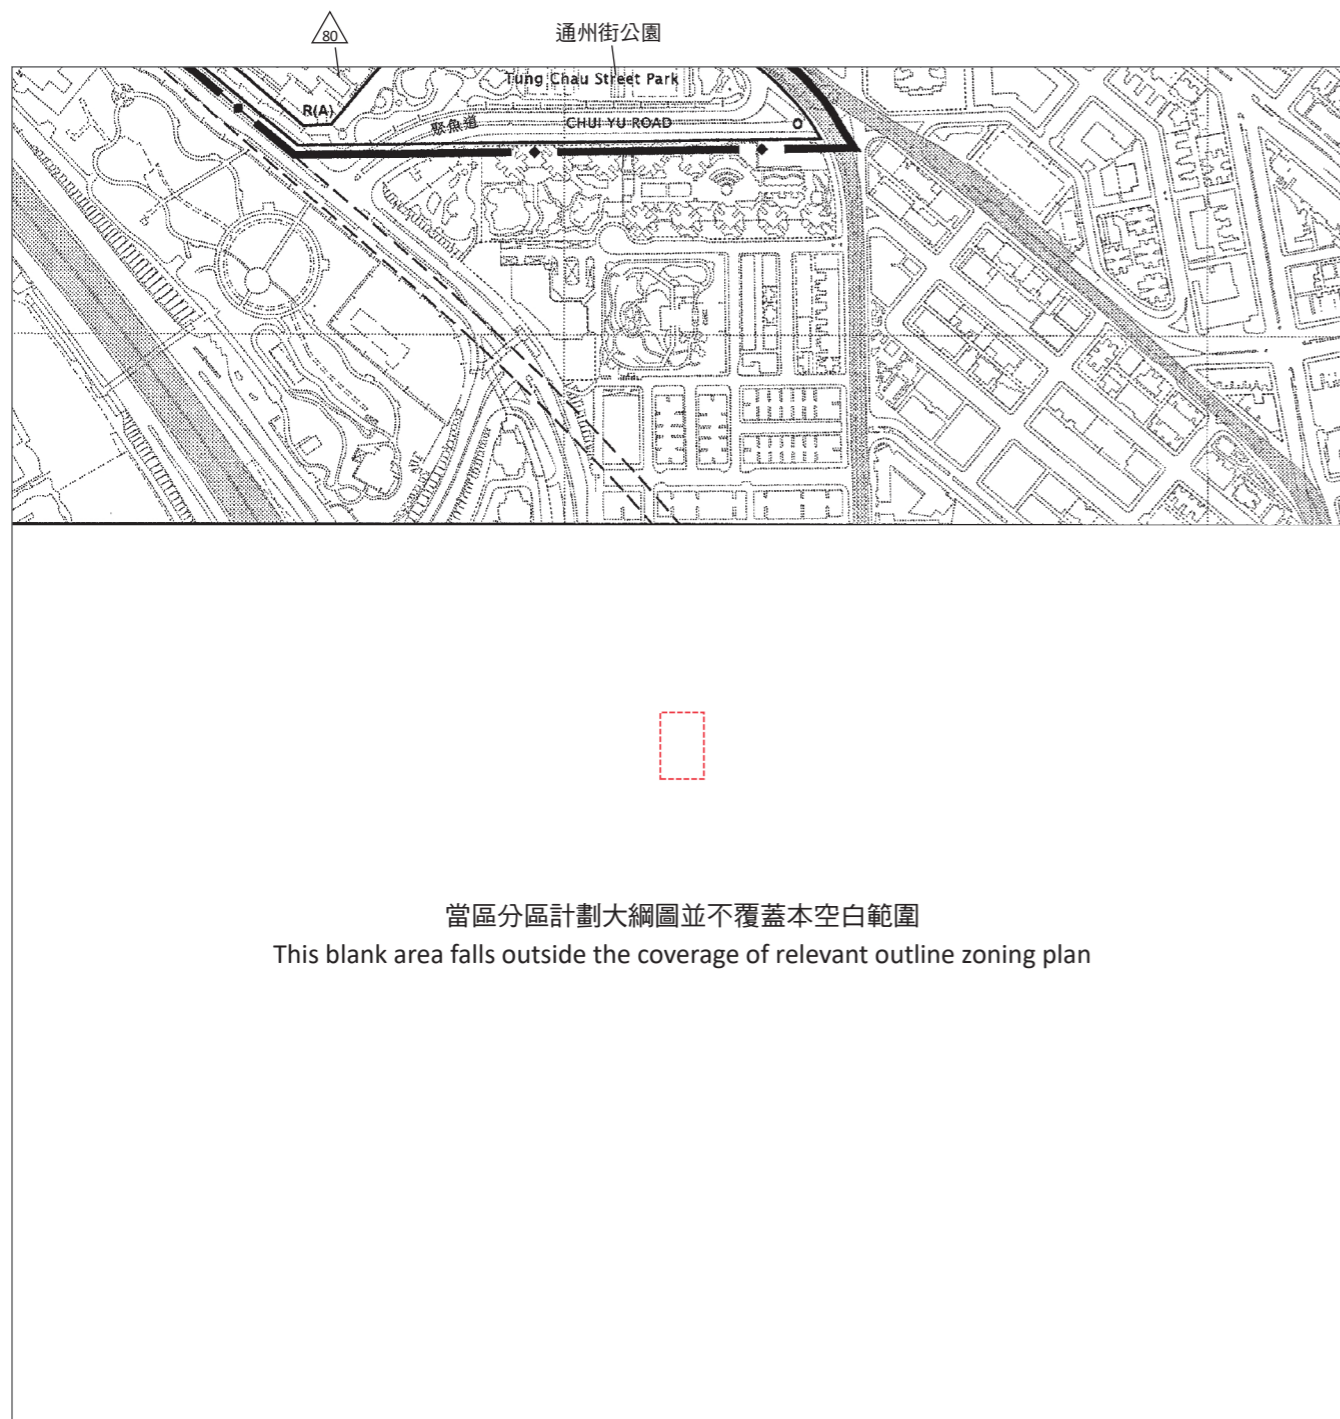 80
通州街公園
Tung Chau Street Park
R(A)
聚魚道
CHUI YU ROAD
O
當區分區計劃大綱圖並不覆蓋本空白範圍
This blank area falls outside the coverage of relevant outline zoning plan